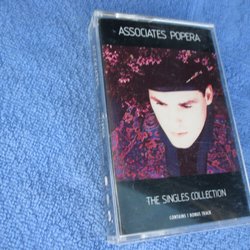 ASSOCIATES POPERA
THE SINGLES COLLECTION
CONTAINS 1 BONUS TRACK